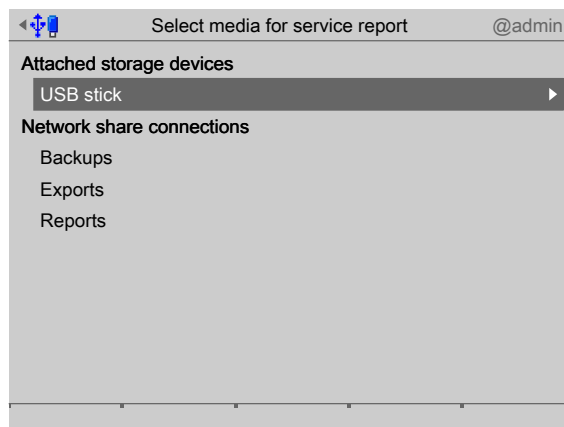 Select media for service report @admin
Attached storage devices
USB stick
Network share connections
Backups
Exports
Reports